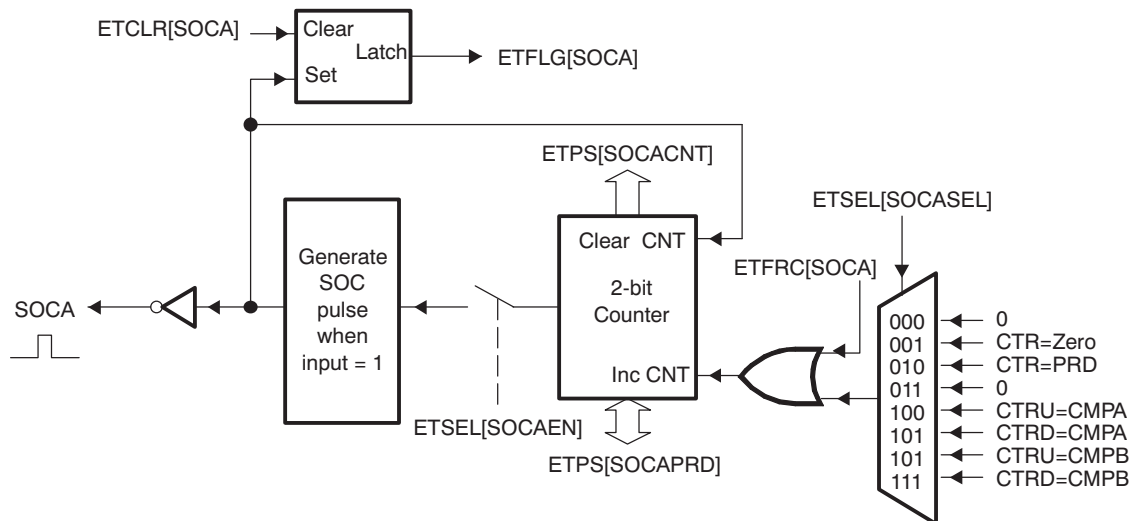 ETCLR[SOCA]
Clear
Latch
Set
ETFLG[SOCA]
ETPS[SOCACNT]
ETSEL[SOCASEL]
Generate
SOC
pulse
when
input = 1
Clear CNT
2-bit
Counter
Inc CNT
ETFRC[SOCA]
SOCA
ETSEL[SOCAEN]
ETPS[SOCAPRD]
000 0
001 CTR=Zero
010 CTR=PRD
011 0
100 CTRU=CMPA
101 CTRD=CMPA
101 CTRU=CMPB
111 CTRD=CMPB